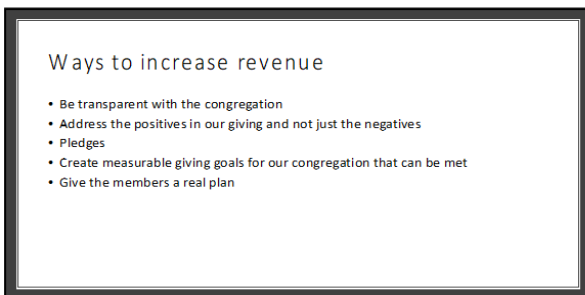 Ways to increase revenue
• Be transparent with the congregation
• Address the positives in our giving and not just the negatives
• Pledges
• Create measurable giving goals for our congregation that can be met
• Give the members a real plan